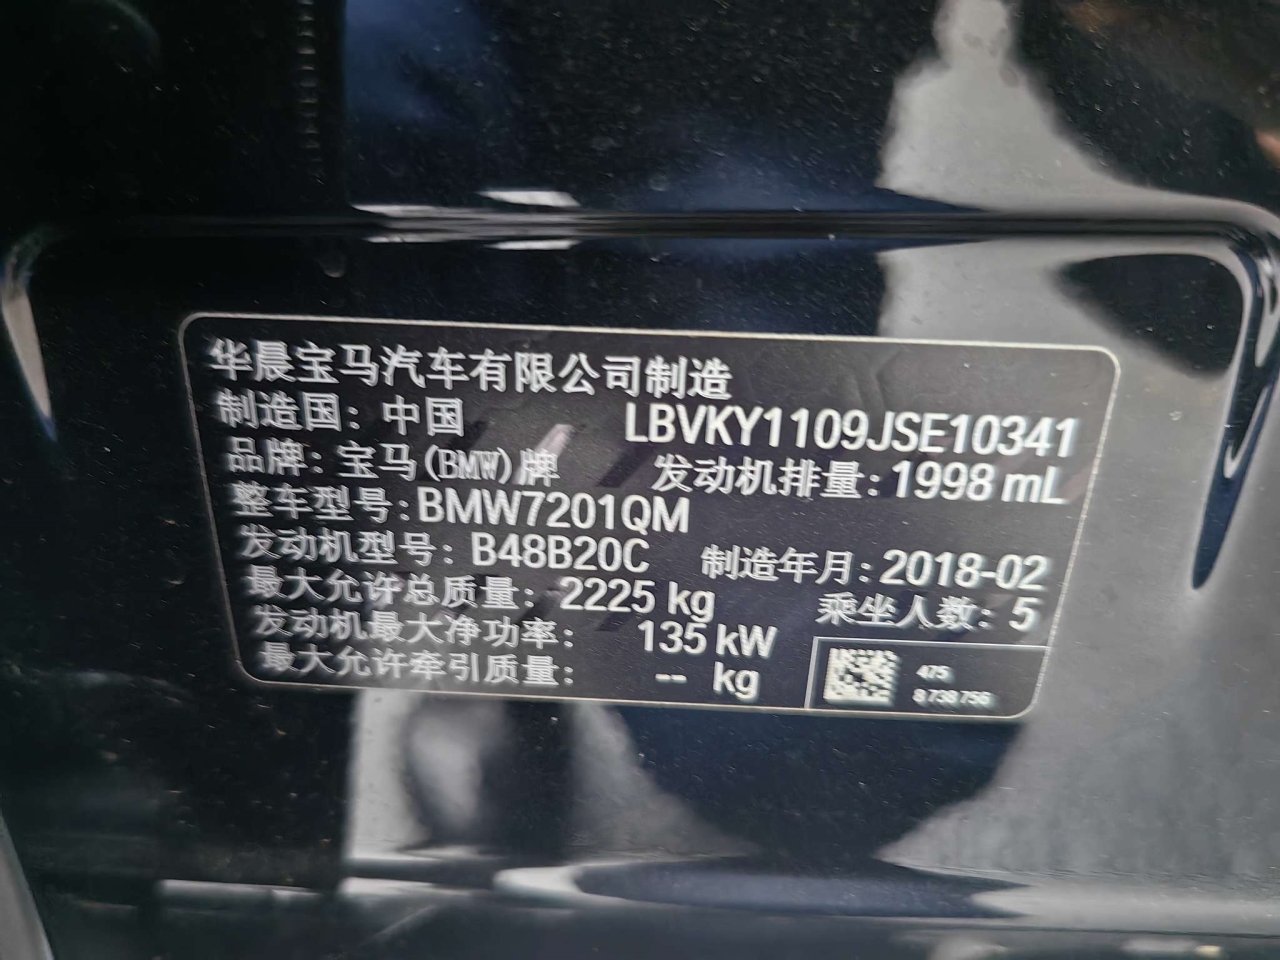 华晨宝马汽车有限公司制造
制造国: 中国 LBVKY1109JSE10341
品牌: 宝马(BMW)牌 发动机排量: 1998 mL
整车型号: BMW7201QM
发动机型号: B48B20C 制造年月: 2018-02
最大允许总质量: 2225 kg 乘坐人数: 5
发动机最大净功率: 135 kW
最大允许牵引质量: -- kg
475
8738758